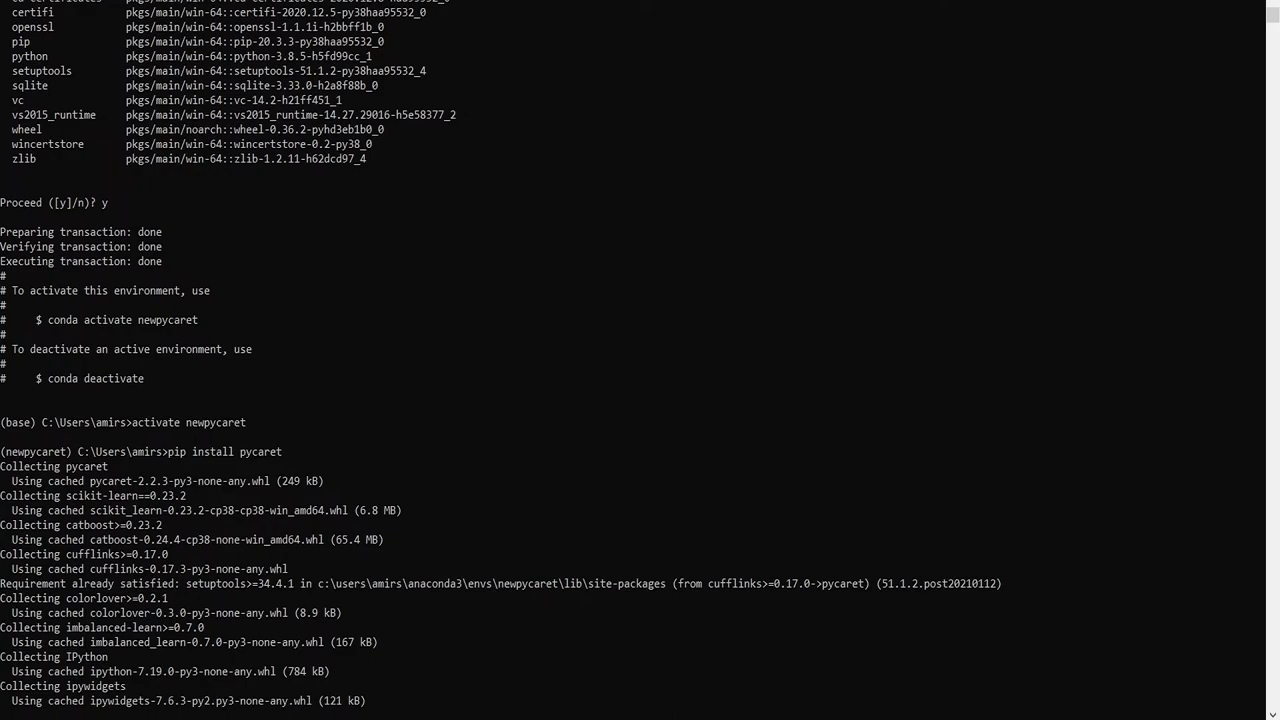 certifi pkgs/main/win-64::certifi-2020.12.5-py38haa95532_0
openssl pkgs/main/win-64::openssl-1.1.1i-h2bbff1b_0
pip pkgs/main/win-64::pip-20.3.3-py38haa95532_0
python pkgs/main/win-64::python-3.8.5-h5fd99cc_1
setuptools pkgs/main/win-64::setuptools-51.1.2-py38haa95532_4
sqlite pkgs/main/win-64::sqlite-3.33.0-h2a8f88b_0
vc pkgs/main/win-64::vc-14.2-h21ff451_1
vs2015_runtime pkgs/main/win-64::vs2015_runtime-14.27.29016-h5e58377_2
wheel pkgs/main/noarch::wheel-0.36.2-pyhd3eb1b0_0
wincertstore pkgs/main/win-64::wincertstore-0.2-py38_0
zlib pkgs/main/win-64::zlib-1.2.11-h62dcd97_4
Proceed ([y]/n)? y
Preparing transaction: done
Verifying transaction: done
Executing transaction: done
#
# To activate this environment, use
#
#     $ conda activate newpycaret
#
# To deactivate an active environment, use
#
#     $ conda deactivate
(base) C:\Users\amirs>activate newpycaret
(newpycaret) C:\Users\amirs>pip install pycaret
Collecting pycaret
Using cached pycaret-2.2.3-py3-none-any.whl (249 kB)
Collecting scikit-learn==0.23.2
Using cached scikit_learn-0.23.2-cp38-cp38-win_amd64.whl (6.8 MB)
Collecting catboost>=0.23.2
Using cached catboost-0.24.4-cp38-none-win_amd64.whl (65.4 MB)
Collecting cufflinks>=0.17.0
Using cached cufflinks-0.17.3-py3-none-any.whl
Requirement already satisfied: setuptools>=34.4.1 in c:\users\amirs\anaconda3\envs\newpycaret\lib\site-packages (from cufflinks>=0.17.0->pycaret) (51.1.2.post20210112)
Collecting colorlover>=0.2.1
Using cached colorlover-0.3.0-py3-none-any.whl (8.9 kB)
Collecting imbalanced-learn>=0.7.0
Using cached imbalanced_learn-0.7.0-py3-none-any.whl (167 kB)
Collecting IPython
Using cached ipython-7.19.0-py3-none-any.whl (784 kB)
Collecting ipywidgets
Using cached ipywidgets-7.6.3-py2.py3-none-any.whl (121 kB)